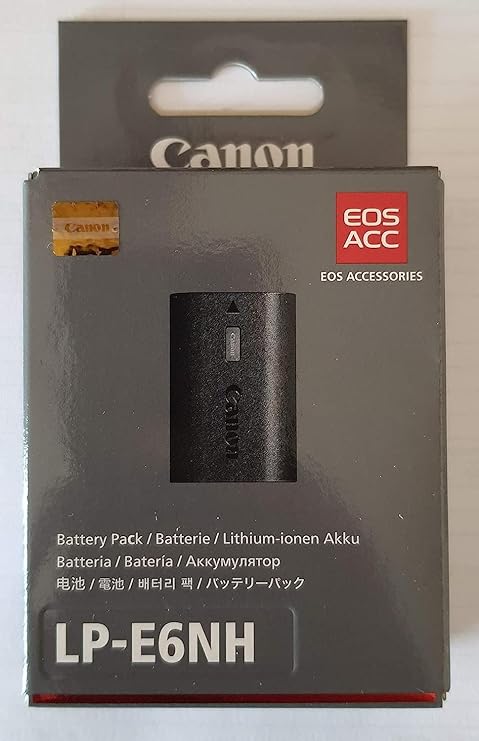 Canon
Canon
EOS
ACC
EOS ACCESSORIES
Canon
Canon
Battery Pack / Batterie / Lithium-ionen Akku
Batteria / Batería / Аккумулятор
电池 / 電池 / 배터리 팩 / バッテリーパック
LP-E6NH